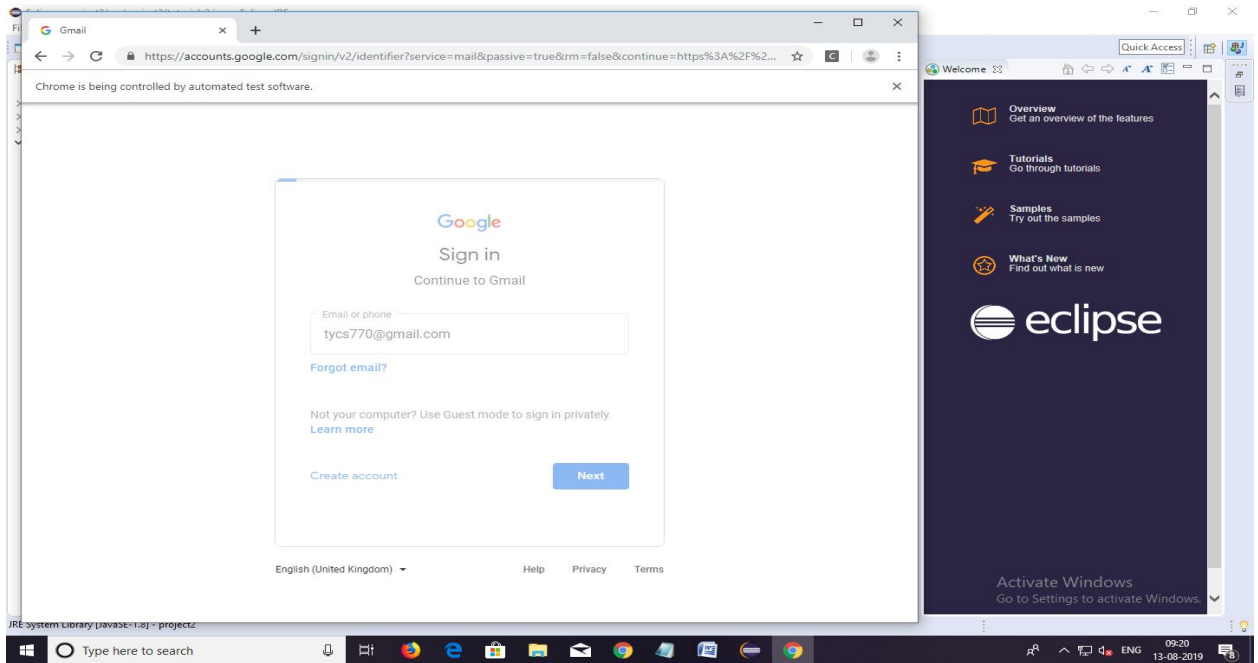 Gmail
https://accounts.google.com/signin/v2/identifier?service=mail&passive=true&rm=false&continue=https%3A%2F%2...
C
Chrome is being controlled by automated test software.
Google
Sign in
Continue to Gmail
Email or phone
tycs770@gmail.com
Forgot email?
Not your computer? Use Guest mode to sign in privately.
Learn more
Create account
Next
English (United Kingdom)
Help Privacy Terms
Quick Access
Welcome
Overview
Get an overview of the features
Tutorials
Go through tutorials
Samples
Try out the samples
What's New
Find out what is new
eclipse
Activate Windows
Go to Settings to activate Windows.
JRE System Library [JavaSE-1.8] - project2
Type here to search
ENG
09:20
13-08-2019